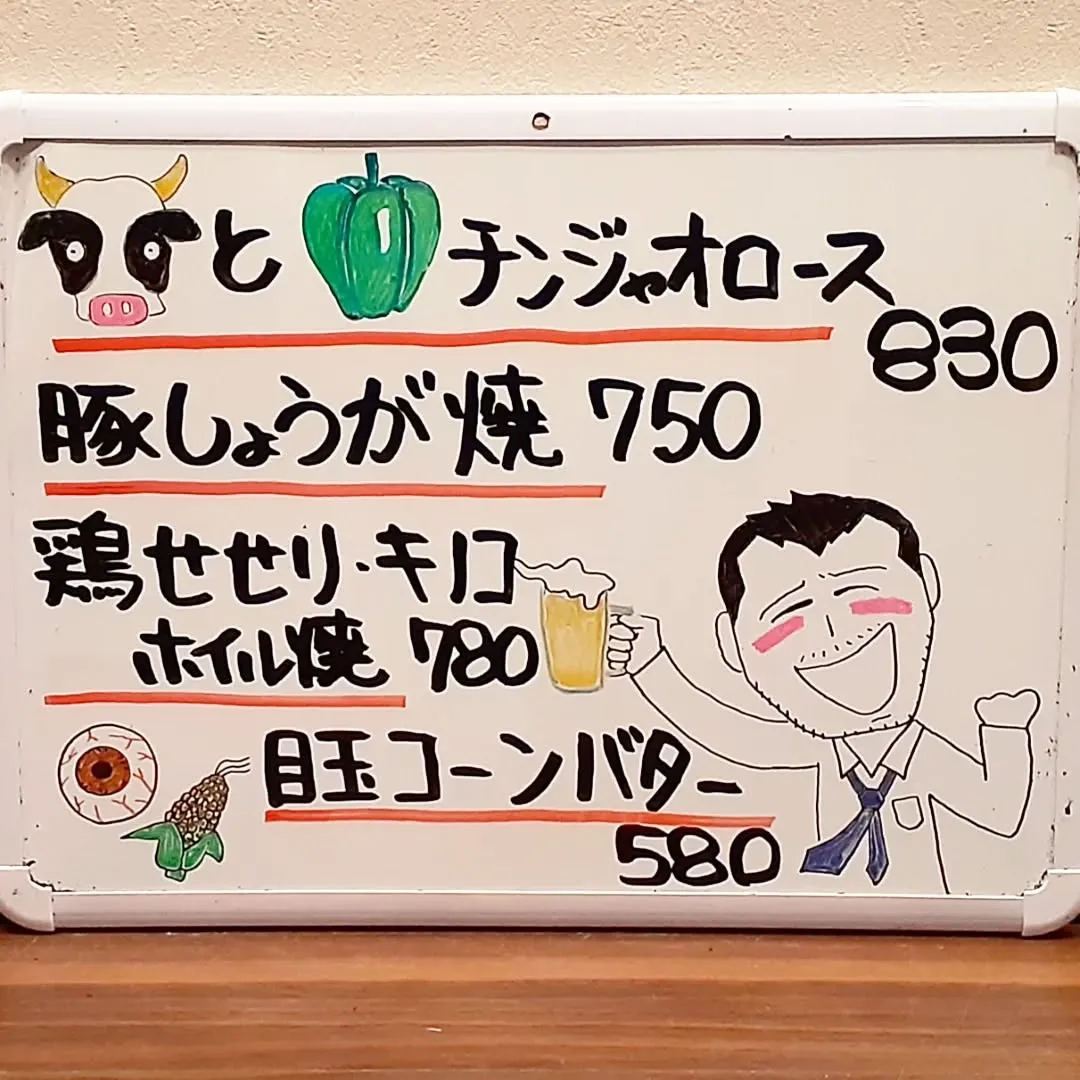 と チンジャオロース
830
豚しょうが焼 750
鶏せせり・キノコ
ホイル焼 780
目玉コーンバター
580